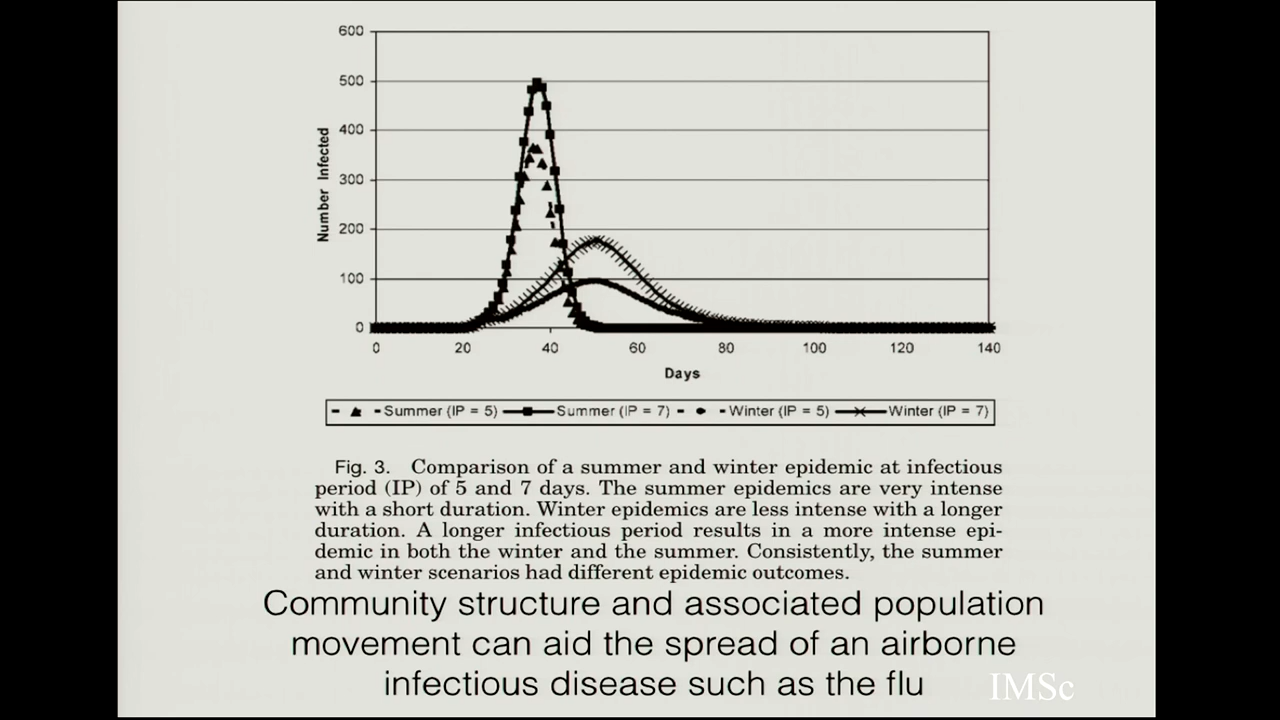 600
500
400
300
200
100
0
Number Infected
0 20 40 60 80 100 120 140
Days
Summer (IP = 5) Summer (IP = 7) Winter (IP = 5) Winter (IP = 7)
Fig. 3. Comparison of a summer and winter epidemic at infectious
period (IP) of 5 and 7 days. The summer epidemics are very intense
with a short duration. Winter epidemics are less intense with a longer
duration. A longer infectious period results in a more intense epi-
demic in both the winter and the summer. Consistently, the summer
and winter scenarios had different epidemic outcomes.
Community structure and associated population
movement can aid the spread of an airborne
infectious disease such as the flu
IMSc